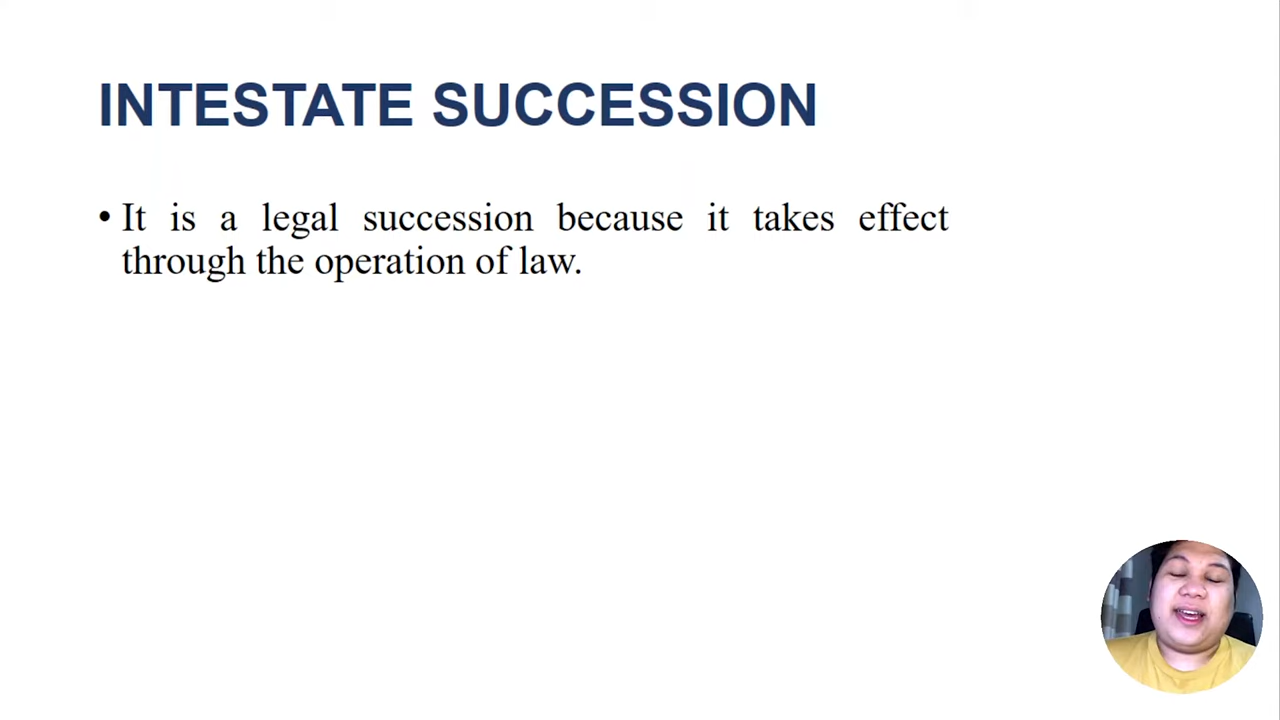 INTESTATE SUCCESSION
• It is a legal succession because it takes effect
through the operation of law.